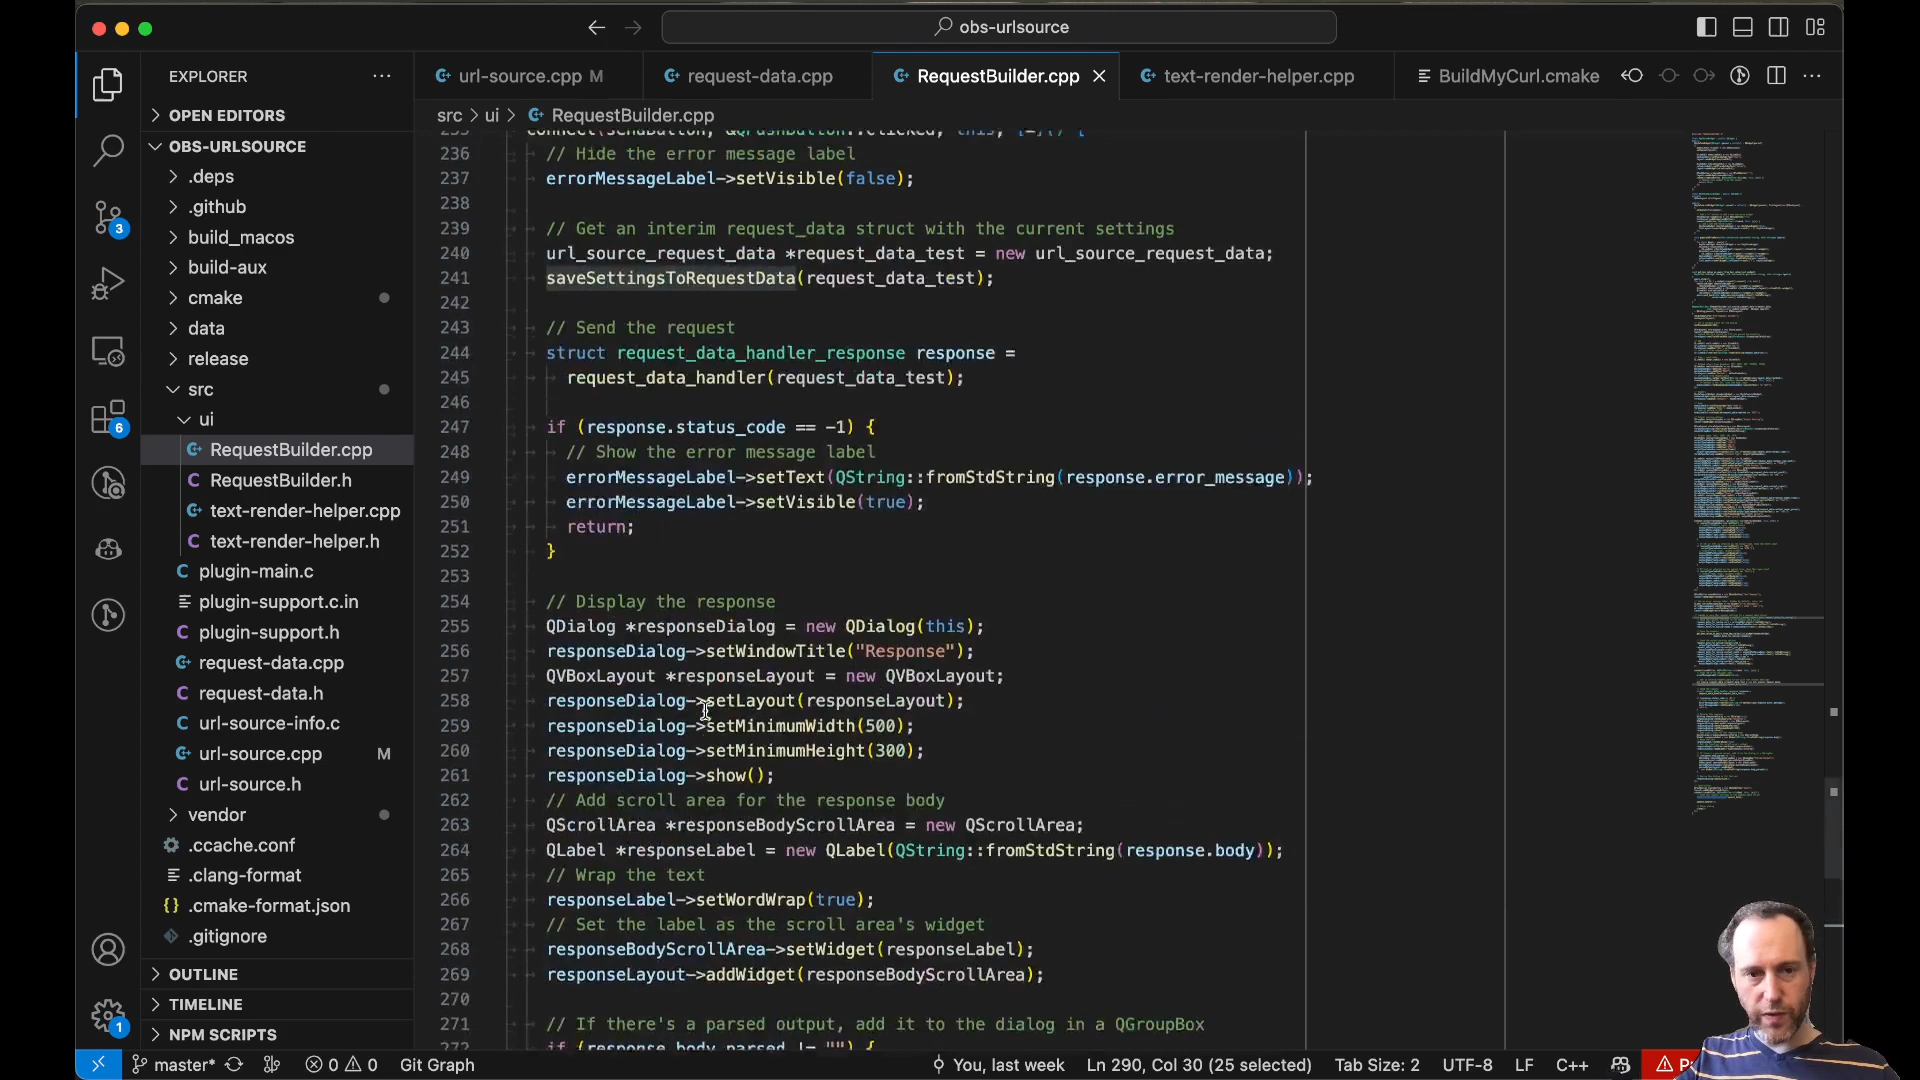 obs-urlsource
EXPLORER
url-source.cpp M
request-data.cpp
RequestBuilder.cpp
text-render-helper.cpp
BuildMyCurl.cmake
OPEN EDITORS
src > ui > RequestBuilder.cpp
OBS-URLSOURCE
.deps
.github
build_macos
build-aux
cmake
data
release
src
ui
RequestBuilder.cpp
RequestBuilder.h
text-render-helper.cpp
text-render-helper.h
plugin-main.c
plugin-support.c.in
plugin-support.h
request-data.cpp
request-data.h
url-source-info.c
url-source.cpp M
url-source.h
vendor
.ccache.conf
.clang-format
.cmake-format.json
.gitignore
OUTLINE
TIMELINE
NPM SCRIPTS
3
6
1
236 // Hide the error message label
237 errorMessageLabel->setVisible(false);
238
239 // Get an interim request_data struct with the current settings
240 url_source_request_data *request_data_test = new url_source_request_data;
241 saveSettingsToRequestData(request_data_test);
242
243 // Send the request
244 struct request_data_handler_response response =
245 request_data_handler(request_data_test);
246
247 if (response.status_code == -1) {
248 // Show the error message label
249 errorMessageLabel->setText(QString::fromStdString(response.error_message));
250 errorMessageLabel->setVisible(true);
251 return;
252 }
253
254 // Display the response
255 QDialog *responseDialog = new QDialog(this);
256 responseDialog->setWindowTitle("Response");
257 QVBoxLayout *responseLayout = new QVBoxLayout;
258 responseDialog->setLayout(responseLayout);
259 responseDialog->setMinimumWidth(500);
260 responseDialog->setMinimumHeight(300);
261 responseDialog->show();
262 // Add scroll area for the response body
263 QScrollArea *responseBodyScrollArea = new QScrollArea;
264 QLabel *responseLabel = new QLabel(QString::fromStdString(response.body));
265 // Wrap the text
266 responseLabel->setWordWrap(true);
267 // Set the label as the scroll area's widget
268 responseBodyScrollArea->setWidget(responseLabel);
269 responseLayout->addWidget(responseBodyScrollArea);
270
271 // If there's a parsed output, add it to the dialog in a QGroupBox
272 if (response.body_parsed != "") {
master* 0 0 Git Graph You, last week Ln 290, Col 30 (25 selected) Tab Size: 2 UTF-8 LF C++